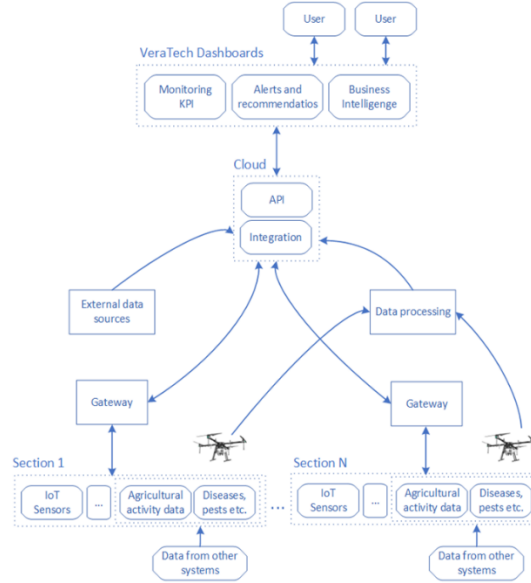 User
User
VeraTech Dashboards
Monitoring
KPI
Alerts and
recommendatios
Business
Intelligenge
Cloud
API
Integration
External data
sources
Data processing
Gateway
Gateway
Section 1
Section N
IoT
Sensors
...
Agricultural
activity data
Diseases,
pests etc.
...
IoT
Sensors
...
Agricultural
activity data
Diseases,
pests etc.
Data from other
systems
Data from other
systems